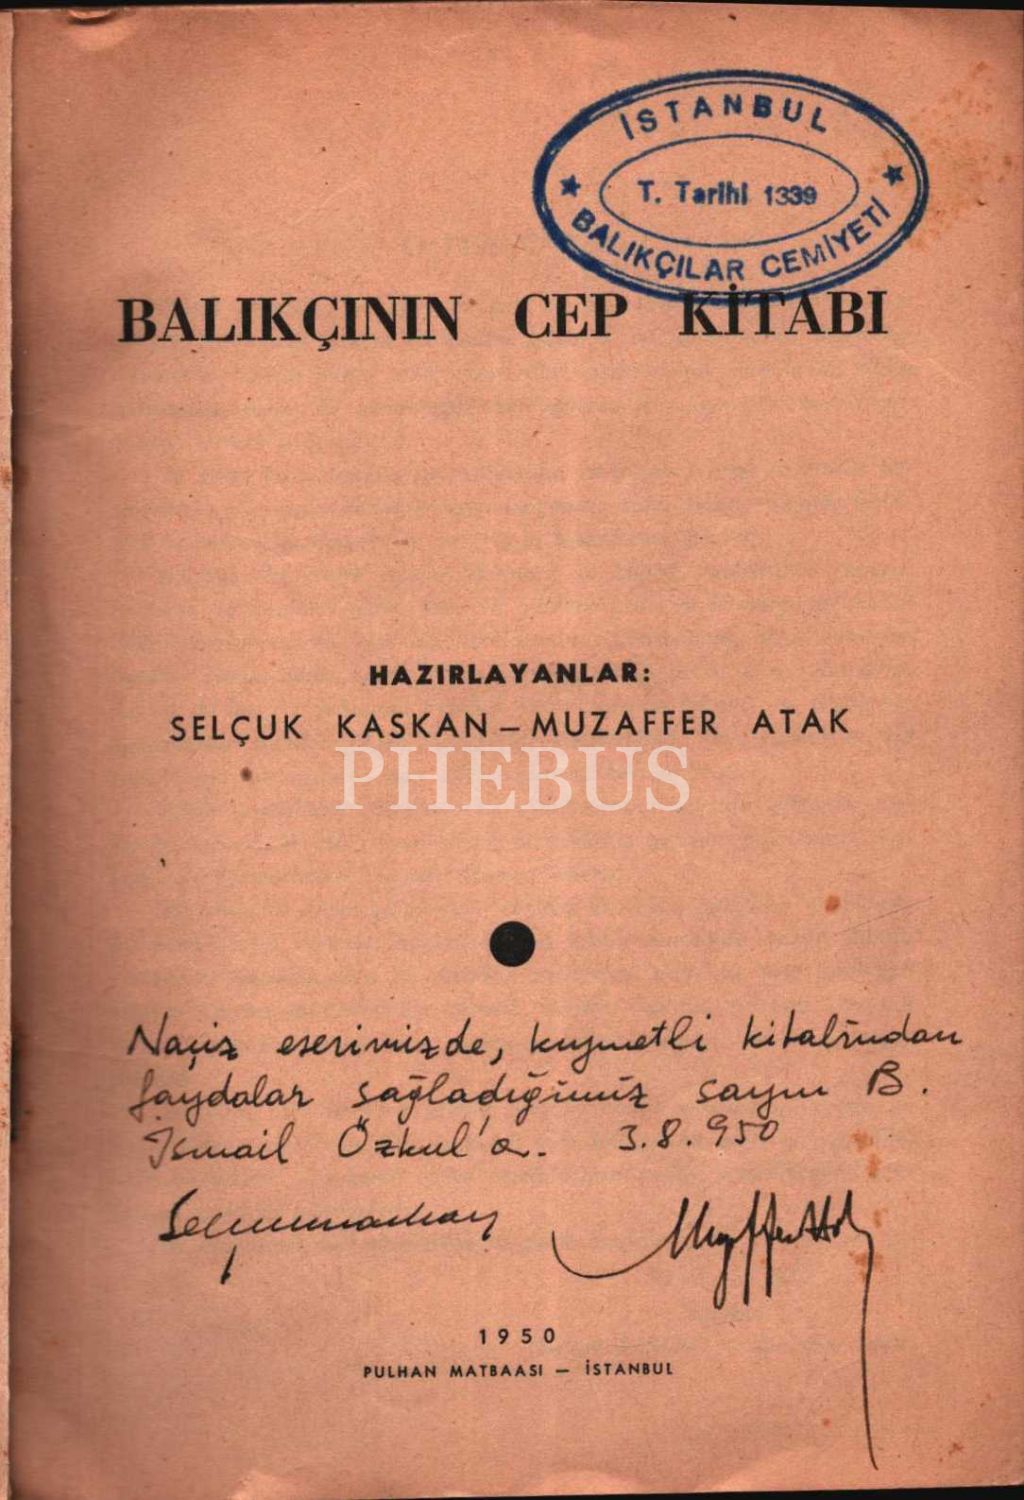 İSTANBUL
T. Tarihi 1339
BALIKÇILAR CEMİYETİ
BALIKÇININ CEP KİTABI
HAZIRLAYANLAR:
SELÇUK KASKAN – MUZAFFER ATAK
PHEBUS
Naçiz eserimizde, kıymetli kitabından
faydalar sağladığımız sayın B.
İsmail Özkul'a. 3.8.950
1950
PULHAN MATBAASI – İSTANBUL